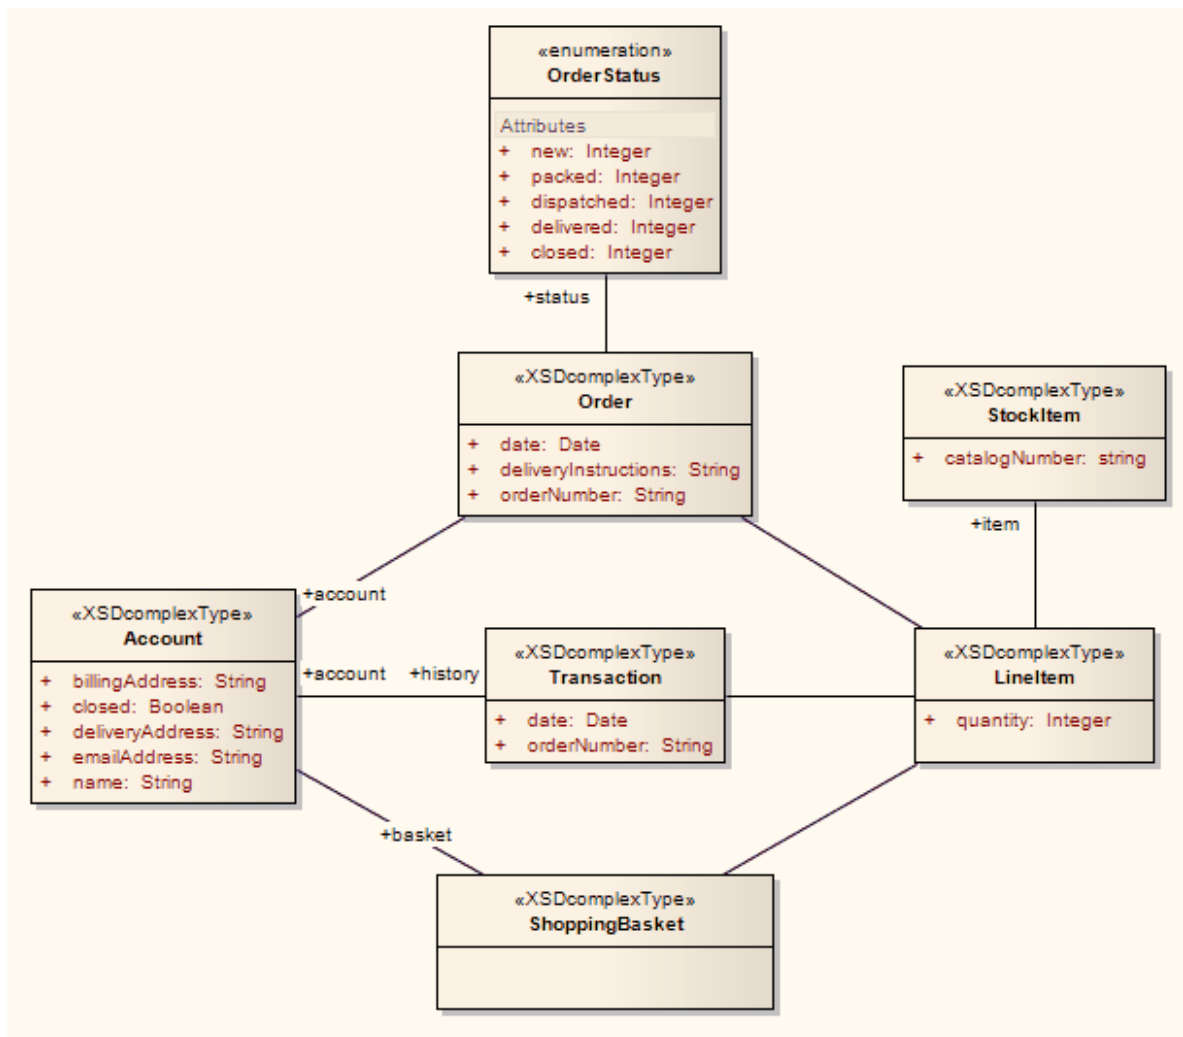 «enumeration»
OrderStatus
Attributes
+ new: Integer
+ packed: Integer
+ dispatched: Integer
+ delivered: Integer
+ closed: Integer
+status
«XSDcomplexType»
Order
+ date: Date
+ deliveryInstructions: String
+ orderNumber: String
«XSDcomplexType»
StockItem
+ catalogNumber: string
+item
+account
«XSDcomplexType»
Account
+ billingAddress: String
+ closed: Boolean
+ deliveryAddress: String
+ emailAddress: String
+ name: String
+account
+history
«XSDcomplexType»
Transaction
+ date: Date
+ orderNumber: String
«XSDcomplexType»
LineItem
+ quantity: Integer
+basket
«XSDcomplexType»
ShoppingBasket